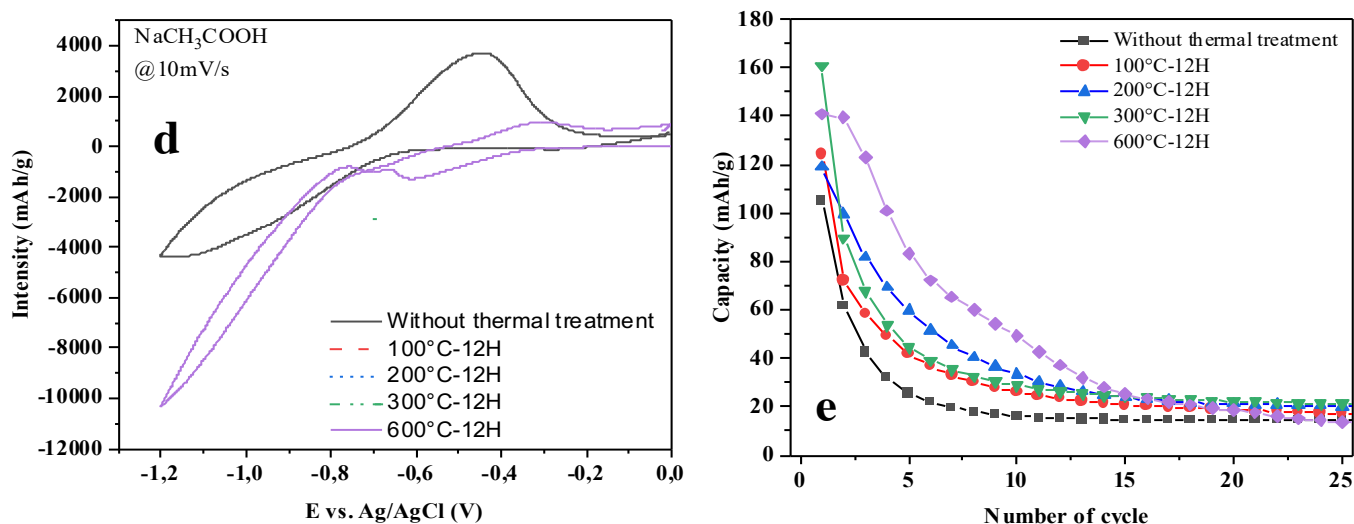 NaCH₃COOH
@10mV/s
d
Intensity (mAh/g)
4000
2000
0
-2000
-4000
-6000
-8000
-10000
-12000
Without thermal treatment
100°C-12H
200°C-12H
300°C-12H
600°C-12H
-1,2
-1,0
-0,8
-0,6
-0,4
-0,2
0,0
E vs. Ag/AgCl (V)
e
Capacity (mAh/g)
180
160
140
120
100
80
60
40
20
0
Without thermal treatment
100°C-12H
200°C-12H
300°C-12H
600°C-12H
0
5
10
15
20
25
Number of cycle